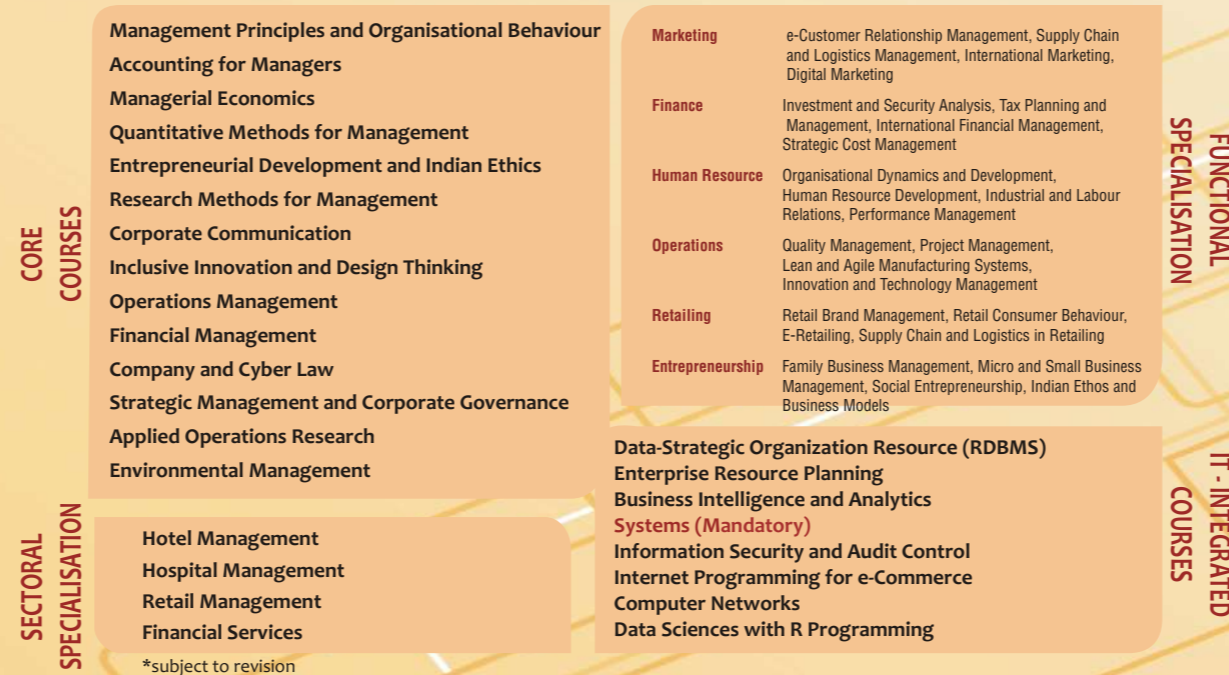 CORE
COURSES
Management Principles and Organisational Behaviour
Accounting for Managers
Managerial Economics
Quantitative Methods for Management
Entrepreneurial Development and Indian Ethics
Research Methods for Management
Corporate Communication
Inclusive Innovation and Design Thinking
Operations Management
Financial Management
Company and Cyber Law
Strategic Management and Corporate Governance
Applied Operations Research
Environmental Management
SECTORAL
SPECIALISATION
Hotel Management
Hospital Management
Retail Management
Financial Services
*subject to revision
FUNCTIONAL
SPECIALISATION
Marketing e-Customer Relationship Management, Supply Chain
and Logistics Management, International Marketing,
Digital Marketing
Finance Investment and Security Analysis, Tax Planning and
Management, International Financial Management,
Strategic Cost Management
Human Resource Organisational Dynamics and Development,
Human Resource Development, Industrial and Labour
Relations, Performance Management
Operations Quality Management, Project Management,
Lean and Agile Manufacturing Systems,
Innovation and Technology Management
Retailing Retail Brand Management, Retail Consumer Behaviour,
E-Retailing, Supply Chain and Logistics in Retailing
Entrepreneurship Family Business Management, Micro and Small Business
Management, Social Entrepreneurship, Indian Ethos and
Business Models
IT - INTEGRATED
COURSES
Data-Strategic Organization Resource (RDBMS)
Enterprise Resource Planning
Business Intelligence and Analytics
Systems (Mandatory)
Information Security and Audit Control
Internet Programming for e-Commerce
Computer Networks
Data Sciences with R Programming